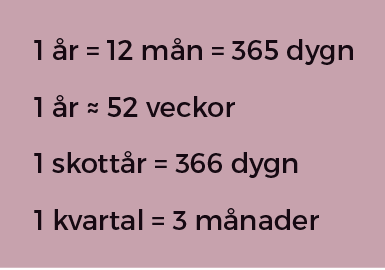 1 år = 12 mån = 365 dygn
1 år ≈ 52 veckor
1 skottår = 366 dygn
1 kvartal = 3 månader